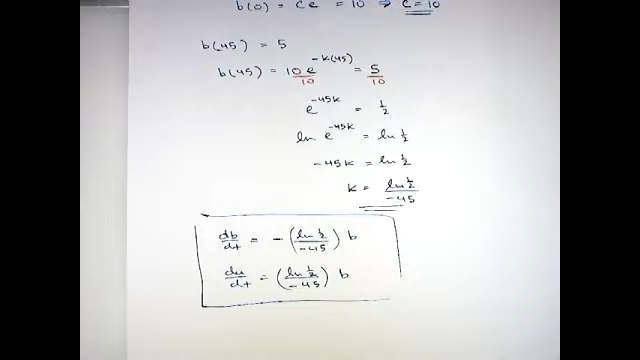 b(0) = Ce = 10 ⇒ C = 10
b(45) = 5
b(45) = 10e^{-k(45)}/10 = 5/10
e^{-45k} = 1/2
ln e^{-45k} = ln 1/2
-45k = ln 1/2
k = (ln 1/2)/-45
db/dt = - ((ln 1/2)/-45) b
du/dt = ((ln 1/2)/-45) b